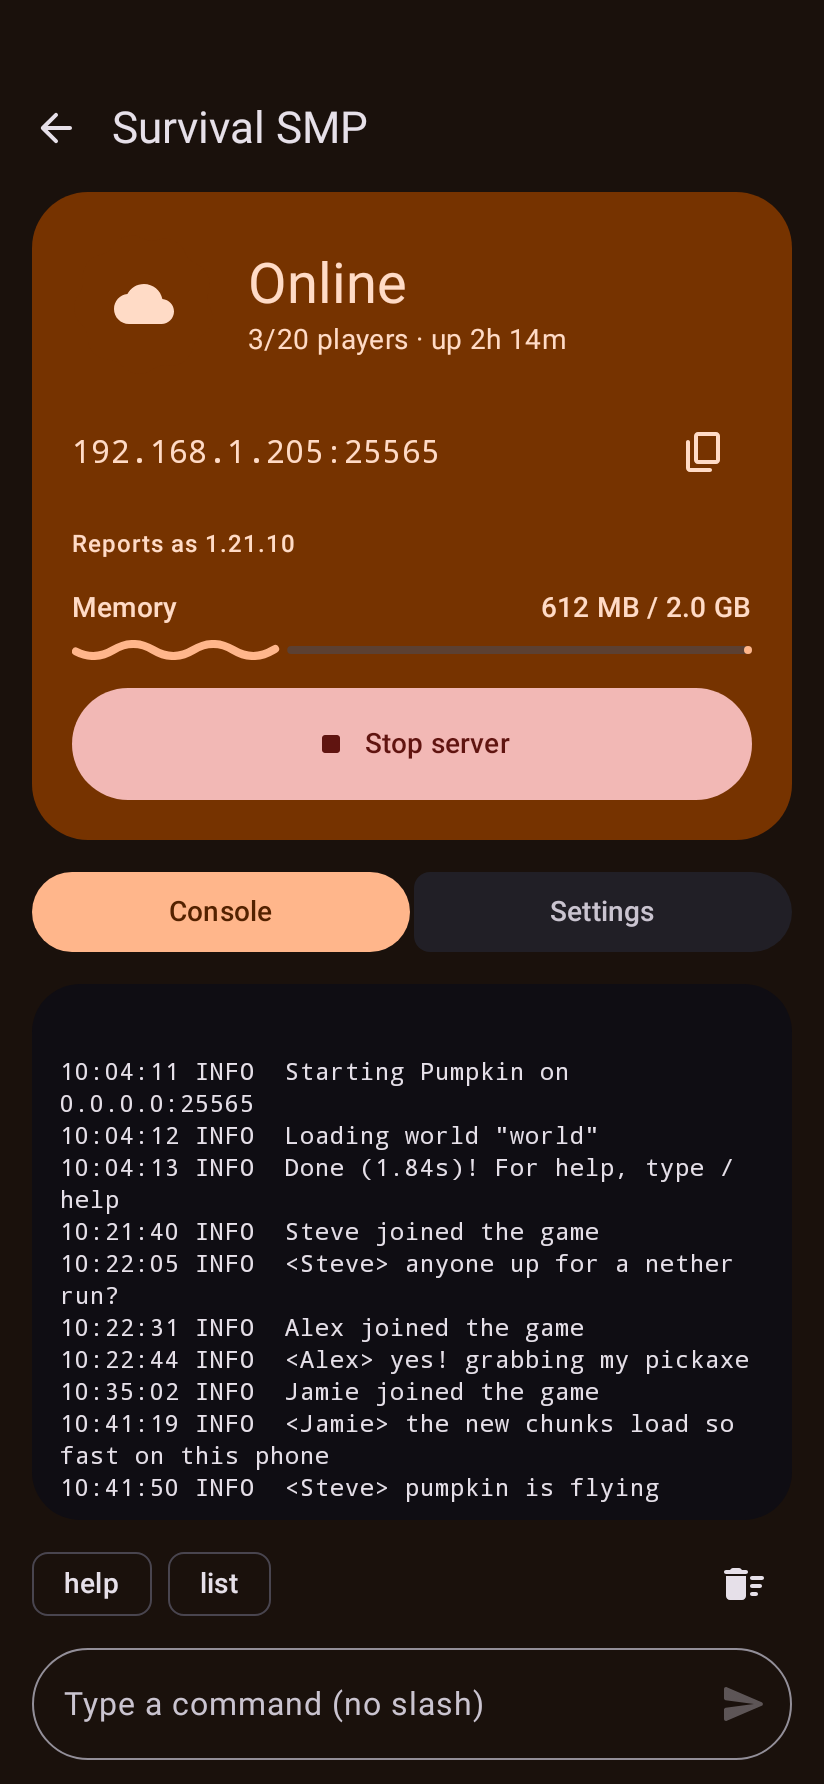 Survival SMP
Online
3/20 players · up 2h 14m
192.168.1.205:25565
Reports as 1.21.10
Memory 612 MB / 2.0 GB
Stop server
Console Settings
10:04:11 INFO  Starting Pumpkin on
0.0.0.0:25565
10:04:12 INFO  Loading world "world"
10:04:13 INFO  Done (1.84s)! For help, type /
help
10:21:40 INFO  Steve joined the game
10:22:05 INFO  <Steve> anyone up for a nether
run?
10:22:31 INFO  Alex joined the game
10:22:44 INFO  <Alex> yes! grabbing my pickaxe
10:35:02 INFO  Jamie joined the game
10:41:19 INFO  <Jamie> the new chunks load so
fast on this phone
10:41:50 INFO  <Steve> pumpkin is flying
help list
Type a command (no slash)